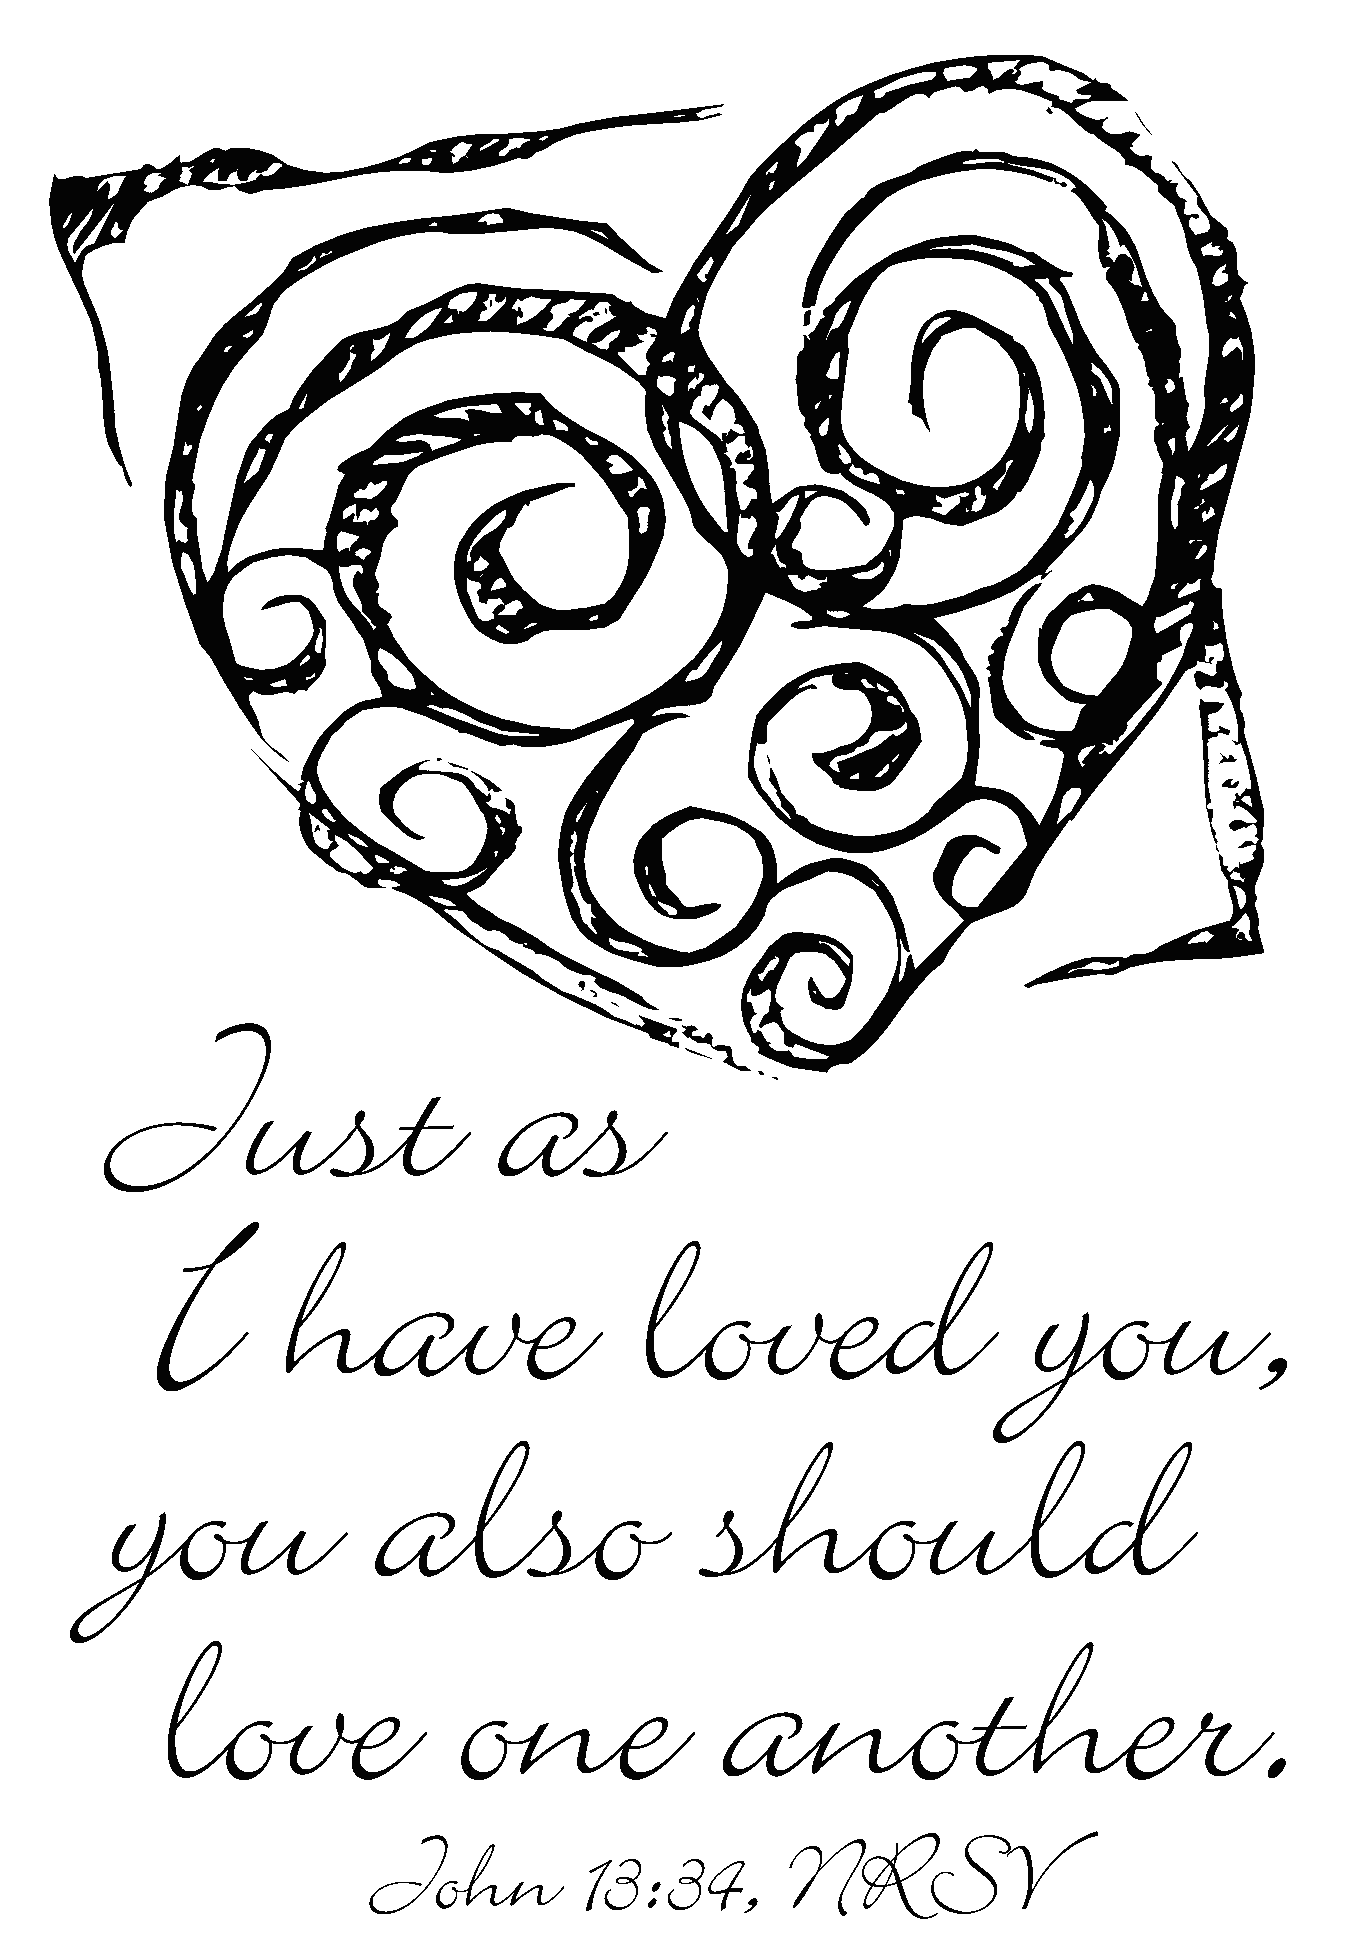 Just as
I have loved you,
you also should
love one another.
John 13:34, NRSV